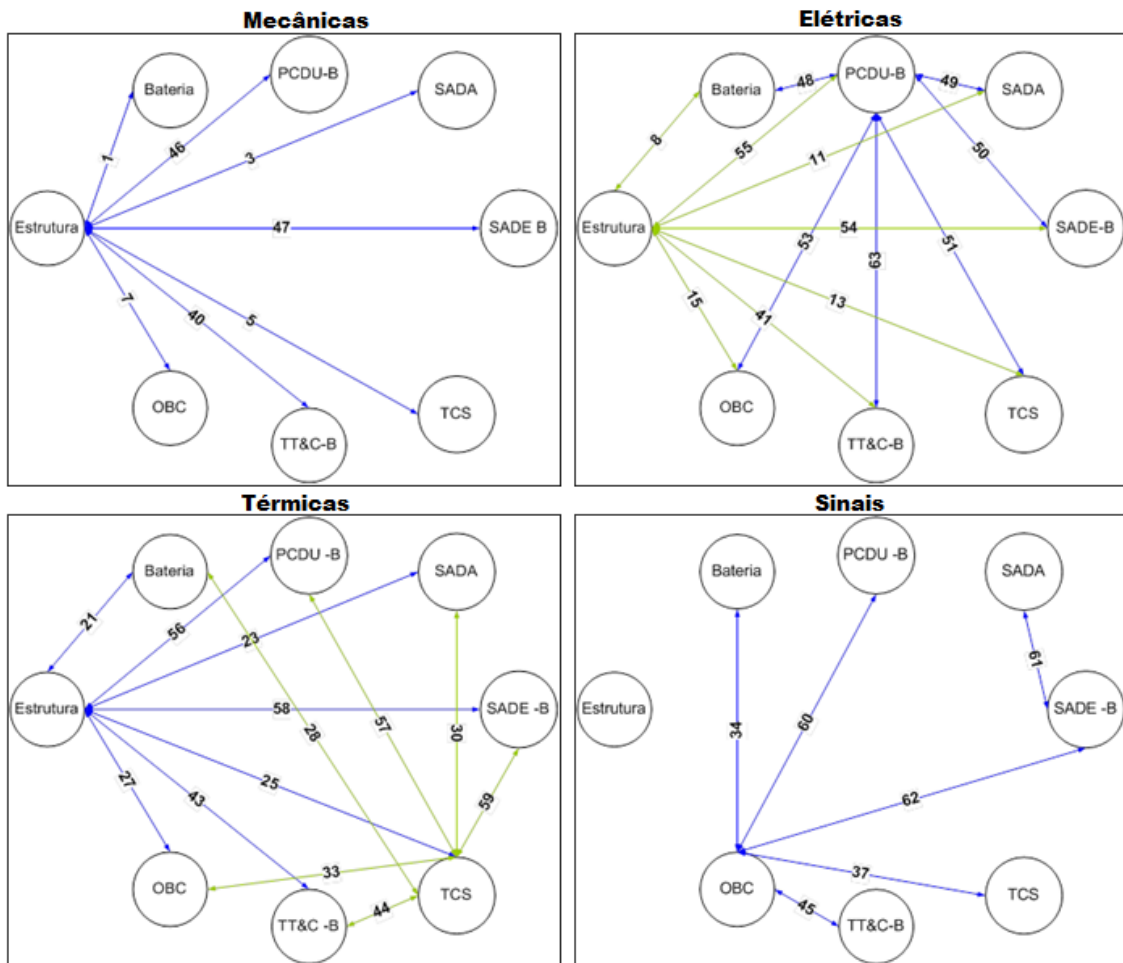 Mecânicas
PCDU-B
Bateria
SADA
1
46
3
Estrutura
47
SADE B
7
40
5
OBC
TT&C-B
TCS
Elétricas
PCDU-B
Bateria
48
49
SADA
8
55
11
50
Estrutura
54
SADE-B
53
63
51
15
41
13
OBC
TT&C-B
TCS
Térmicas
PCDU -B
Bateria
SADA
21
56
23
Estrutura
58
SADE -B
28
57
30
27
43
25
59
33
OBC
44
TCS
TT&C -B
Sinais
PCDU -B
Bateria
SADA
61
Estrutura
SADE -B
34
60
62
37
OBC
45
TCS
TT&C-B